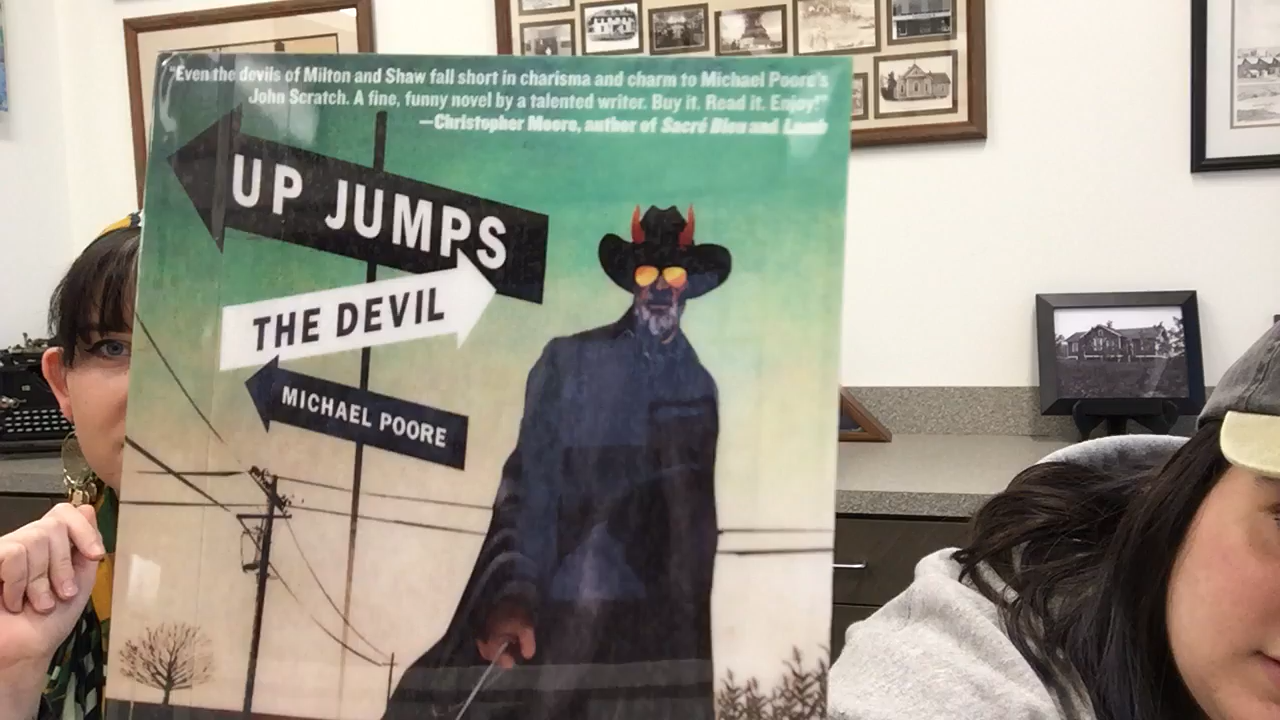 "Even the devils of Milton and Shaw fall short in charisma and charm to Michael Poore's
John Scratch. A fine, funny novel by a talented writer. Buy it. Read it. Enjoy!"
—Christopher Moore, author of Sacré Bleu and Lamb
UP JUMPS
THE DEVIL
MICHAEL POORE